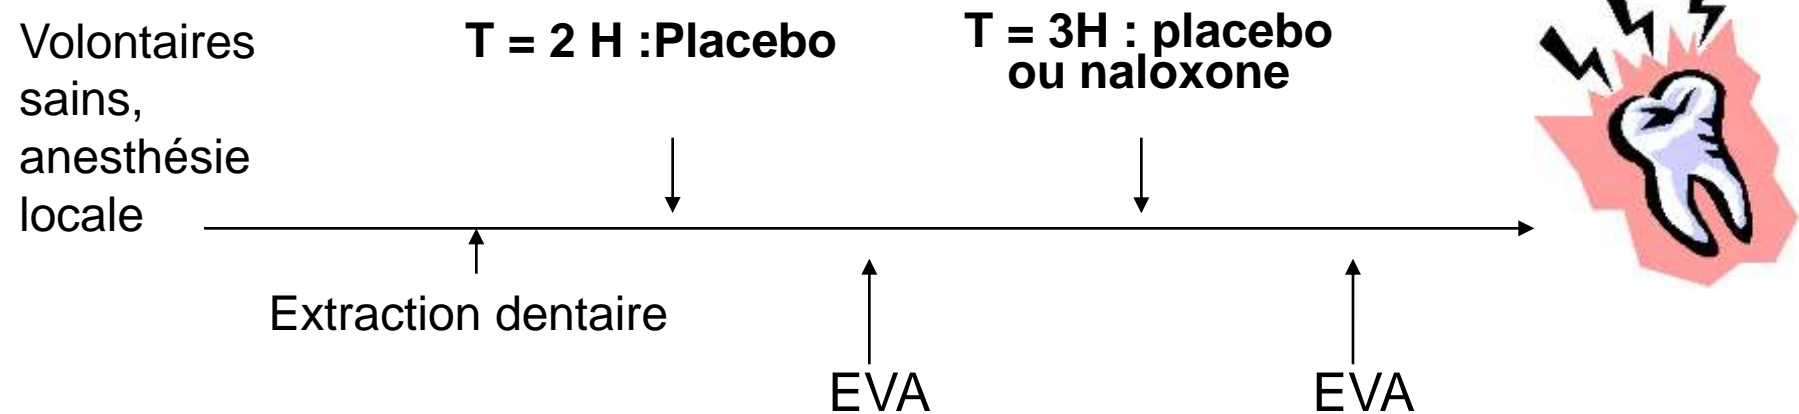 Volontaires
sains,
anesthésie
locale
T = 2 H :Placebo
T = 3H : placebo
ou naloxone
Extraction dentaire
EVA
EVA